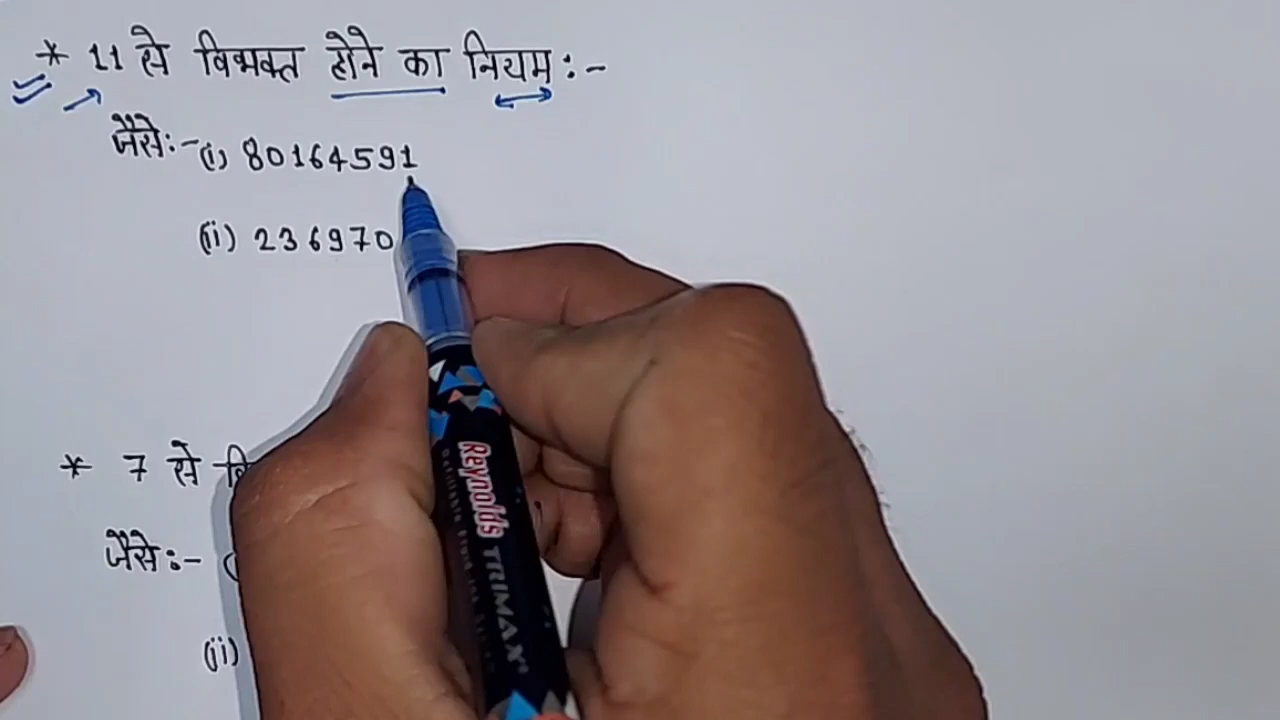 * 11 से विभक्त होने का नियम :-
जैसे:- (i) 80164591
(ii) 236970
* 7 से
जैसे:-
(ii)
Reynolds TRIMAX